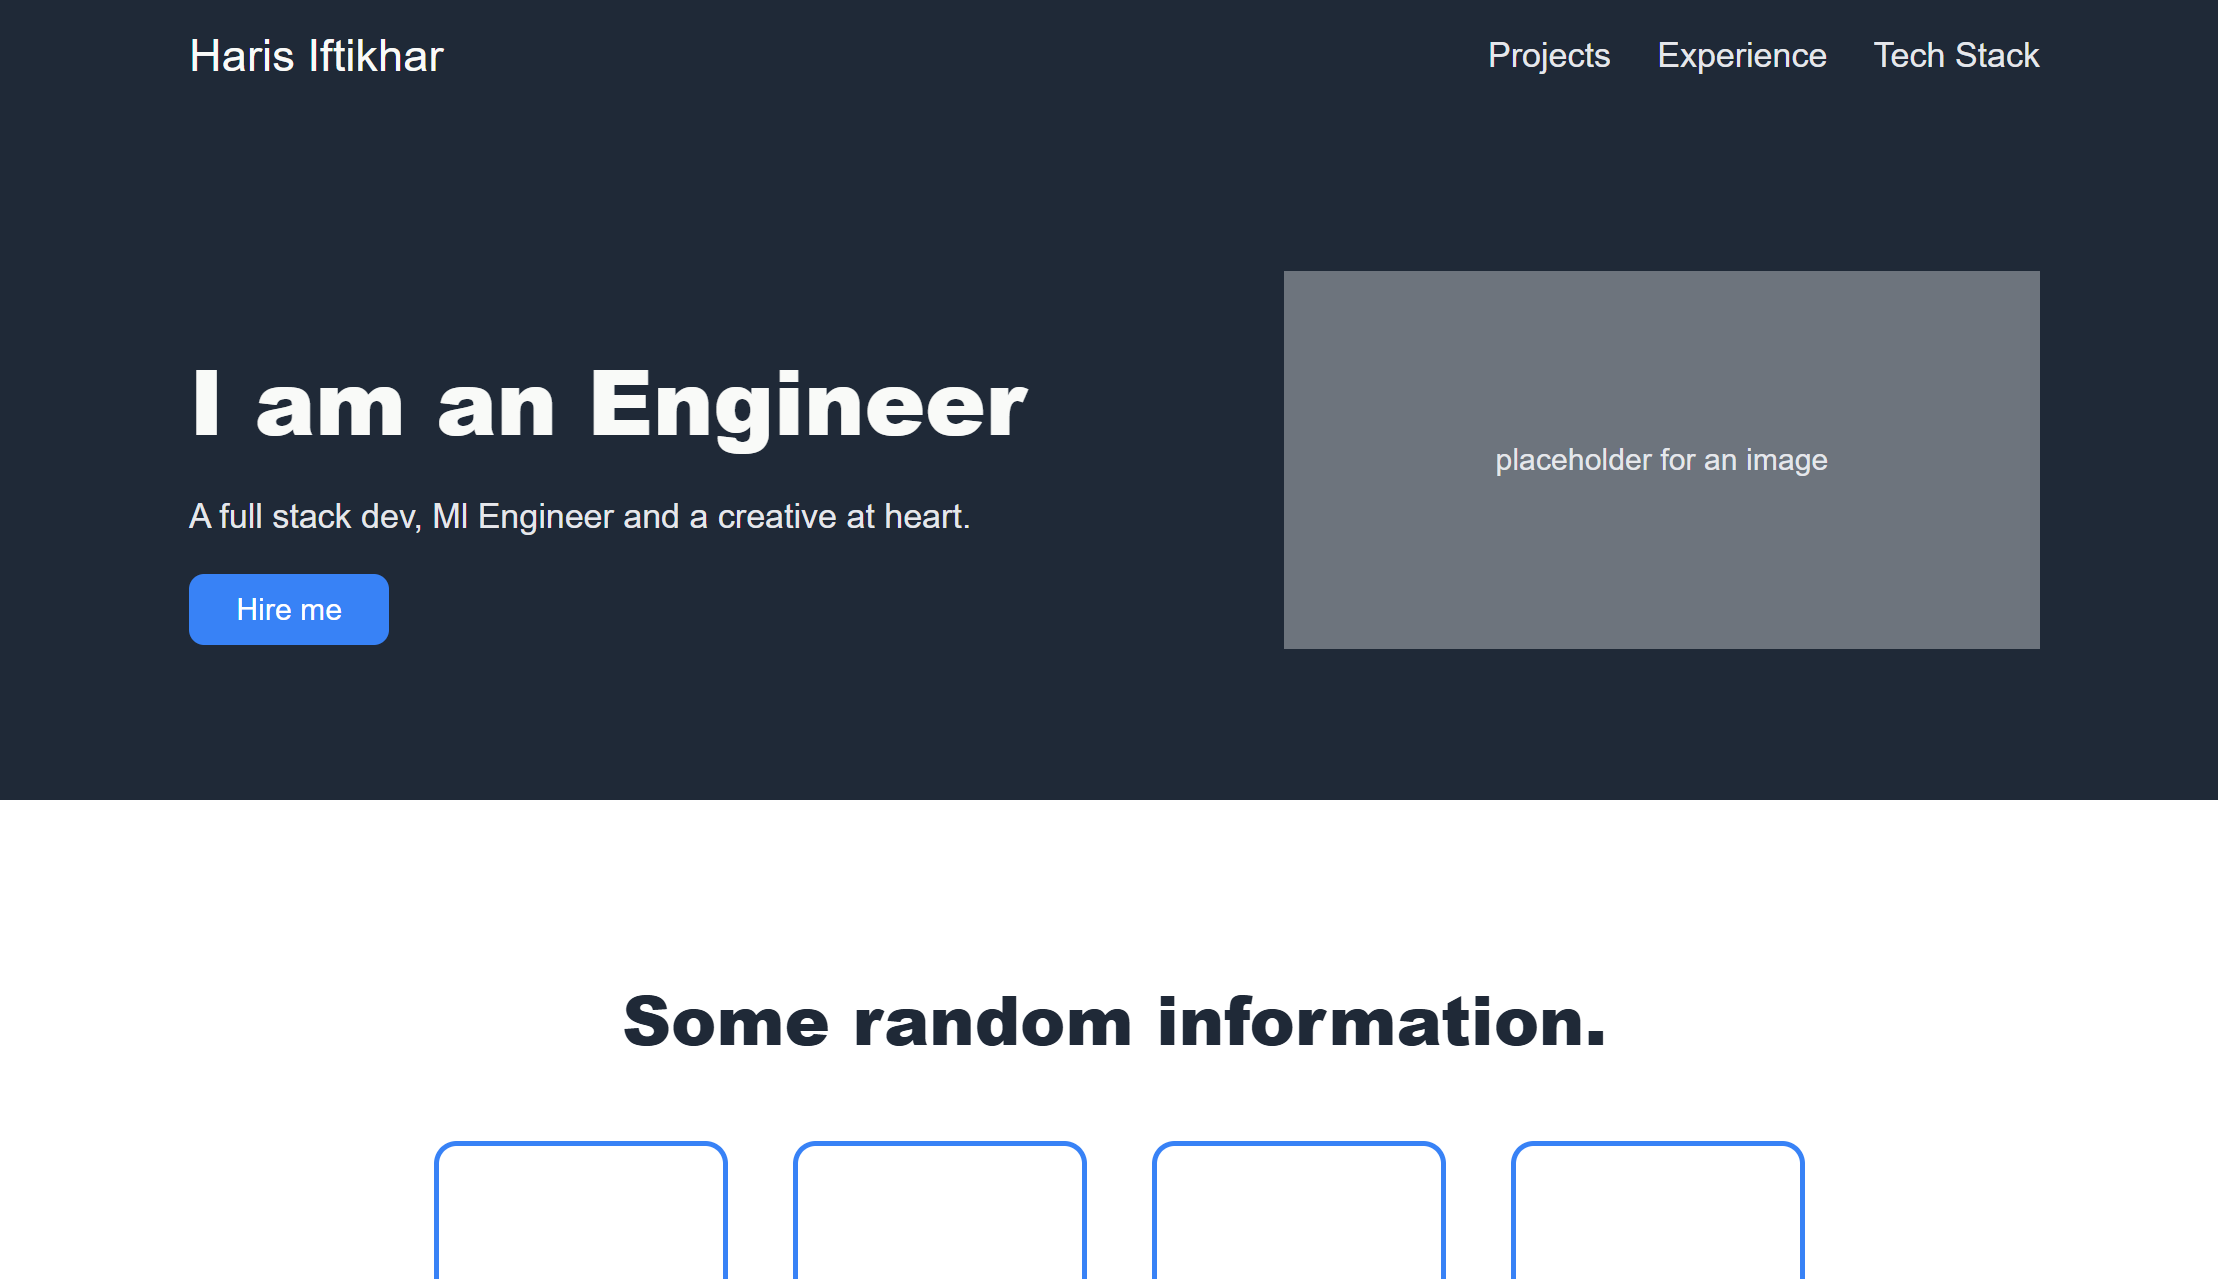 Haris Iftikhar
Projects Experience Tech Stack
I am an Engineer
A full stack dev, Ml Engineer and a creative at heart.
Hire me
placeholder for an image
Some random information.